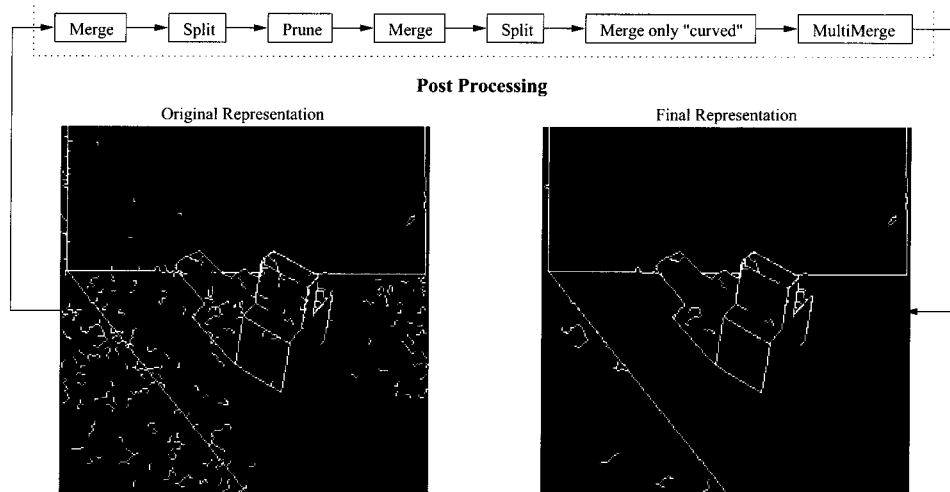 Merge Split Prune Merge Split Merge only "curved" MultiMerge
Post Processing
Original Representation Final Representation